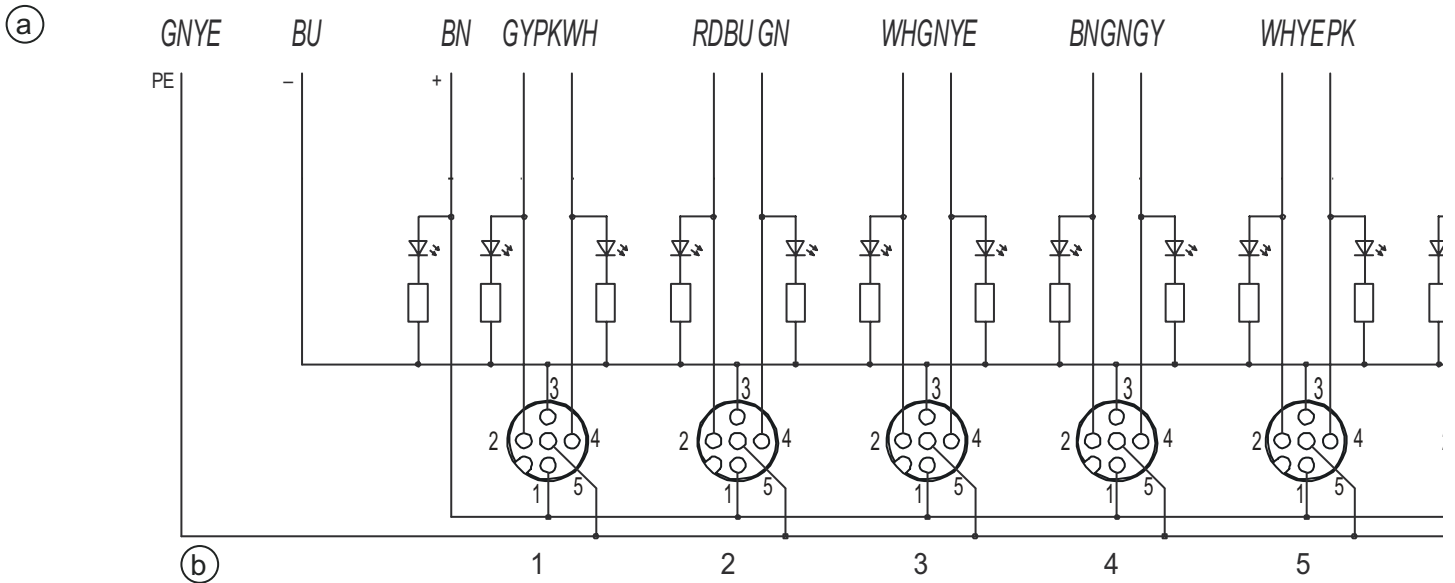 a
GNYE BU BN GYPKWH RDBU GN WHGNYE BNGNGY WHYEPK
PE – +
3 3 3 3 3
2 4 2 4 2 4 2 4 2 4
1 5 1 5 1 5 1 5 1 5
b 1 2 3 4 5